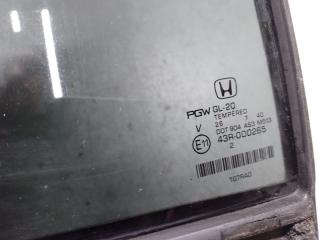 PGW GL-20
TEMPERED
V 26 7 40
DOT 904 AS3 M513
E11 43R-000265
2
TG7RAO